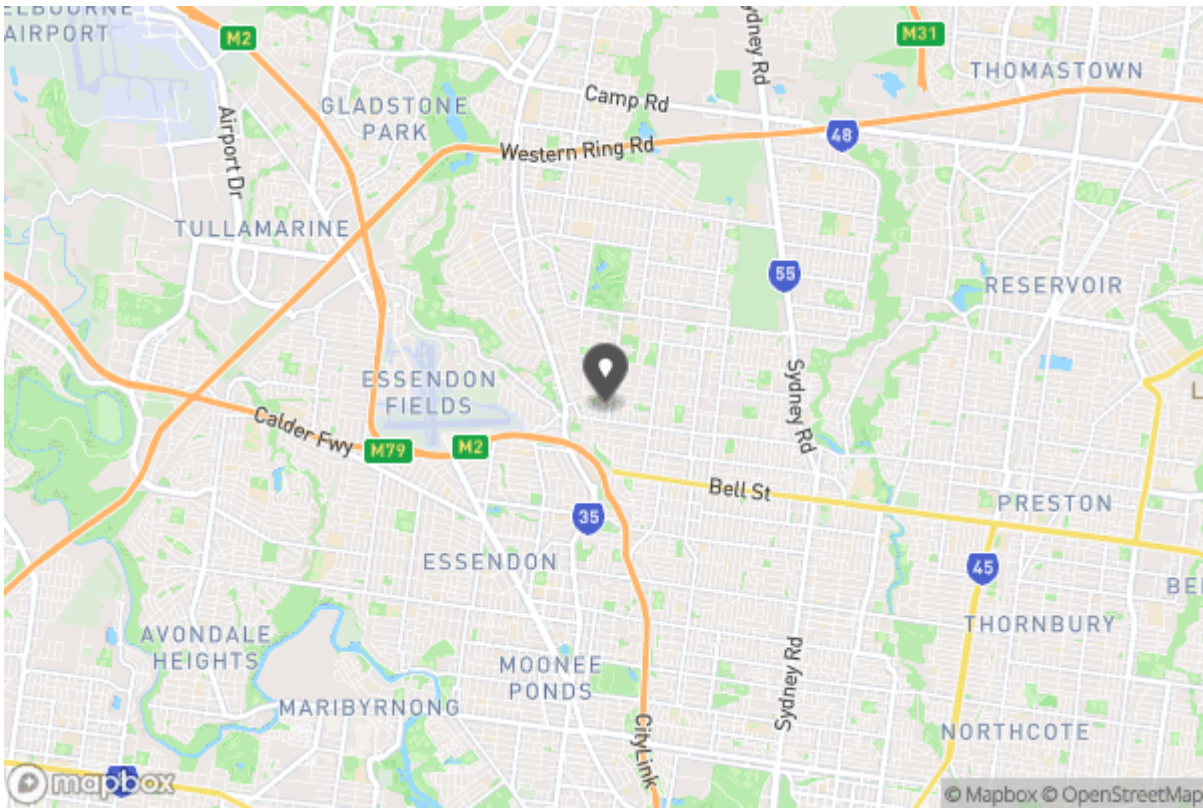 ELBOURNE
AIRPORT
M2
Sydney Rd
M31
THOMASTOWN
Camp Rd
GLADSTONE
PARK
Airport Dr
48
Western Ring Rd
TULLAMARINE
55
RESERVOIR
ESSENDON
FIELDS
Sydney Rd
L
Calder Fwy
M79
M2
Bell St
PRESTON
35
ESSENDON
45
BE
THORNBURY
AVONDALE
HEIGHTS
MOONEE
PONDS
MARIBYRNONG
Sydney Rd
CityLink
NORTHCOTE
mapbox
© Mapbox © OpenStreetMap